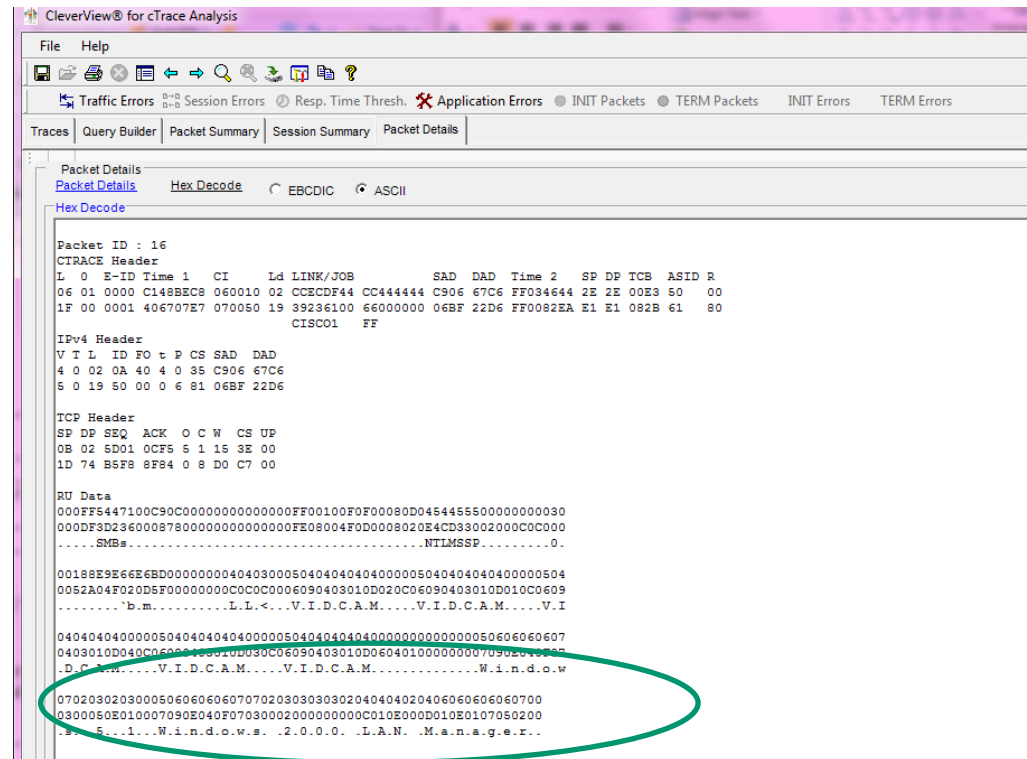 CleverView® for cTrace Analysis
File Help
Traffic Errors Session Errors Resp. Time Thresh. Application Errors INIT Packets TERM Packets INIT Errors TERM Errors
Traces Query Builder Packet Summary Session Summary Packet Details
Packet Details
Packet Details Hex Decode EBCDIC ASCII
Hex Decode
Packet ID : 16
CTRACE Header
L 0 E-ID Time 1 CI Ld LINK/JOB SAD DAD Time 2 SP DP TCB ASID R
06 01 0000 C148BEC8 060010 02 CCECDF44 CC444444 C906 67C6 FF034644 2E 2E 00E3 50 00
1F 00 0001 406707E7 070050 19 39236100 66000000 06BF 22D6 FF0082EA E1 E1 082B 61 80
CISCO1 FF
IPv4 Header
V T L ID FO t P CS SAD DAD
4 0 02 0A 40 4 0 35 C906 67C6
5 0 19 50 00 0 6 81 06BF 22D6
TCP Header
SP DP SEQ ACK O C W CS UP
0B 02 5D01 0CF5 5 1 15 3E 00
1D 74 B5F8 8F84 0 8 D0 C7 00
RU Data
000FF5447100C90C00000000000000FF00100F0F00080D0454455500000000030
000DF3D23600087800000000000000FE08004F0D0008020E4CD33002000C0C000
.....SMBs...................................NTLMSSP.........0.
00188E9E66E6BD00000000404030005040404040400000504040404040000504
0052A04F020D5F00000000C0C0C0006090403010D020C06090403010D010C0609
........`b.m..........L.L.<...V.I.D.C.A.M.....V.I.D.C.A.M.....V.I
.D.C.A.M.....V.I.D.C.A.M....V.I.D.C.A.M.............W.i.n.d.o.w
0702030203000506060606070702030303030204040402040606060606060700
0300050E010007090E040F0703000200000000C010E000D010E0107050200
.s. .5...1...W.i.n.d.o.w.s. .2.0.0.0. .L.A.N. .M.a.n.a.g.e.r..